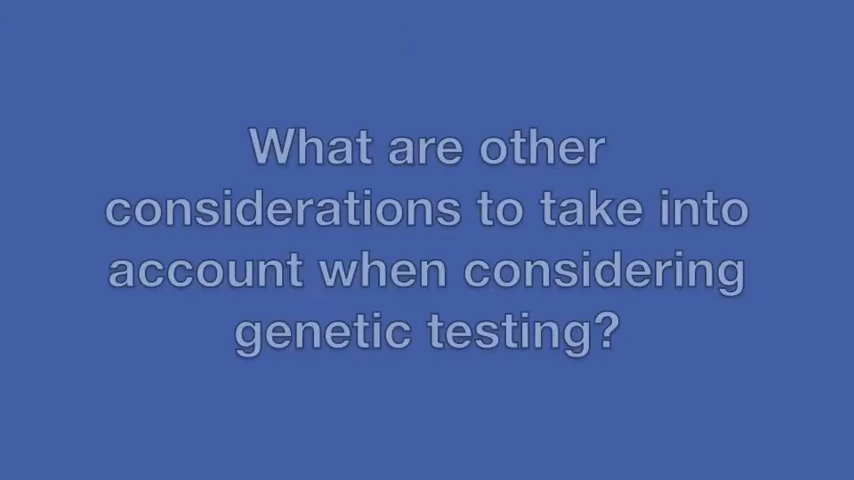 What are other
considerations to take into
account when considering
genetic testing?